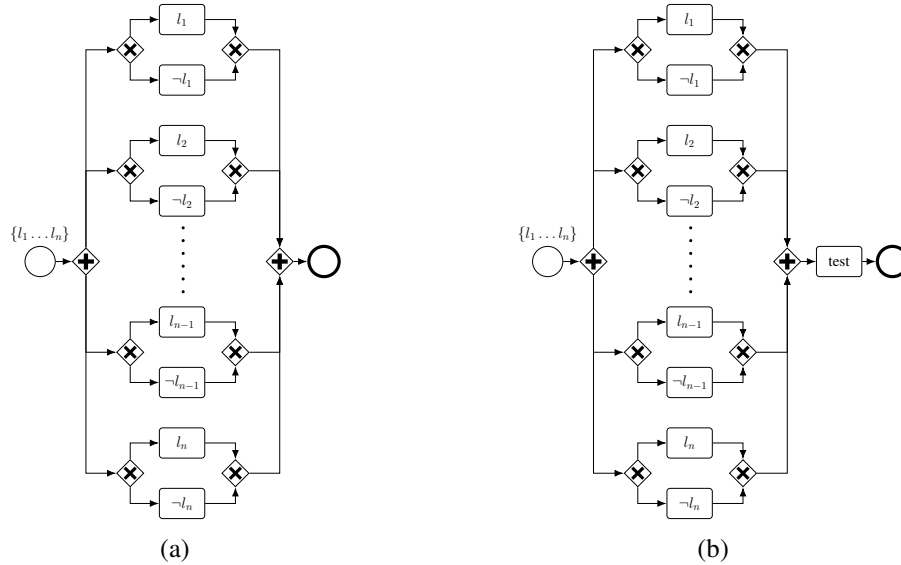 l₁
¬l₁
l₂
¬l₂
{l₁ … lₙ}
lₙ₋₁
¬lₙ₋₁
lₙ
¬lₙ
(a)
l₁
¬l₁
l₂
¬l₂
{l₁ … lₙ}
test
lₙ₋₁
¬lₙ₋₁
lₙ
¬lₙ
(b)